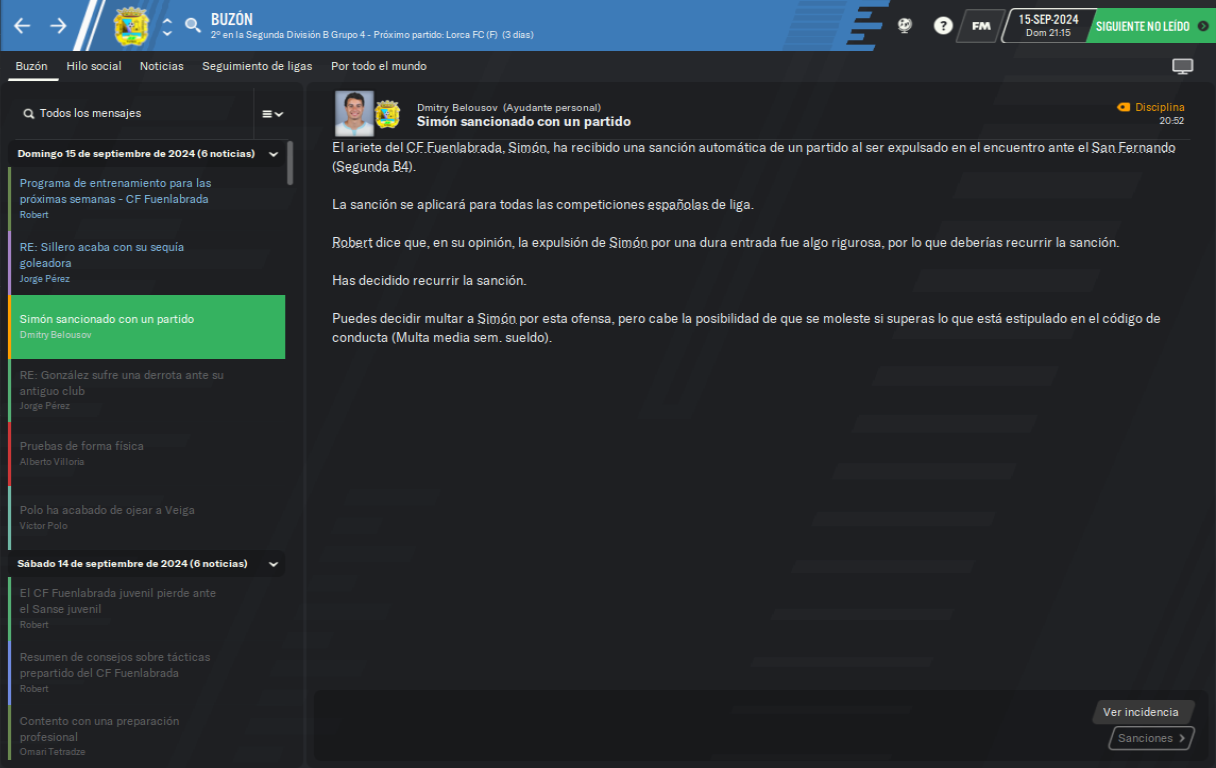 BUZÓN
2º en la Segunda División B Grupo 4 - Próximo partido: Lorca FC (F) (3 días)
?
FM
15-SEP-2024
Dom 21:15
SIGUIENTE NO LEÍDO
Buzón
Hilo social
Noticias
Seguimiento de ligas
Por todo el mundo
Todos los mensajes
Domingo 15 de septiembre de 2024 (6 noticias)
Programa de entrenamiento para las
próximas semanas - CF Fuenlabrada
Robert
RE: Sillero acaba con su sequía
goleadora
Jorge Pérez
Simón sancionado con un partido
Dmitry Belousov
RE: González sufre una derrota ante su
antiguo club
Jorge Pérez
Pruebas de forma física
Alberto Villoria
Polo ha acabado de ojear a Veiga
Víctor Polo
Sábado 14 de septiembre de 2024 (6 noticias)
El CF Fuenlabrada juvenil pierde ante
el Sanse juvenil
Robert
Resumen de consejos sobre tácticas
prepartido del CF Fuenlabrada
Robert
Contento con una preparación
profesional
Omari Tetradze
Dmitry Belousov (Ayudante personal)
Simón sancionado con un partido
Disciplina
20:52
El ariete del CF Fuenlabrada, Simón, ha recibido una sanción automática de un partido al ser expulsado en el encuentro ante el San Fernando
(Segunda B4).
La sanción se aplicará para todas las competiciones españolas de liga.
Robert dice que, en su opinión, la expulsión de Simón por una dura entrada fue algo rigurosa, por lo que deberías recurrir la sanción.
Has decidido recurrir la sanción.
Puedes decidir multar a Simón por esta ofensa, pero cabe la posibilidad de que se moleste si superas lo que está estipulado en el código de
conducta (Multa media sem. sueldo).
Ver incidencia
Sanciones